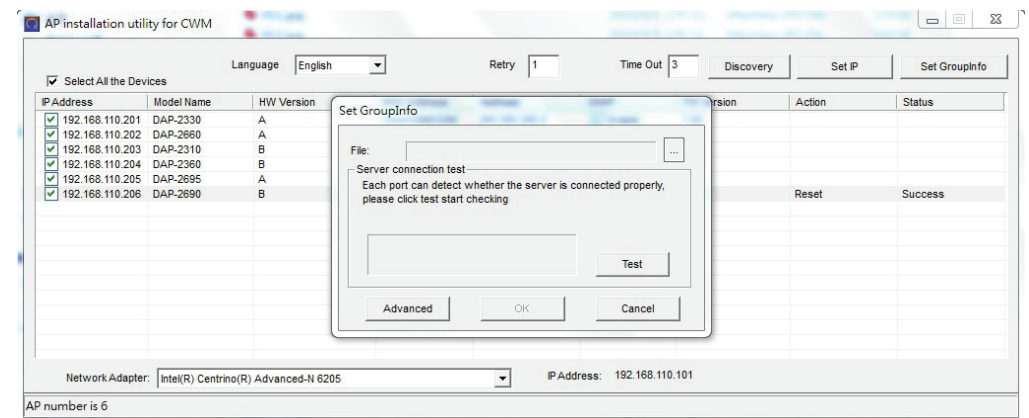 AP installation utility for CWM
Language English Retry 1 Time Out 3 Discovery Set IP Set GroupInfo
Select All the Devices
IP Address Model Name HW Version rsion Action Status
192.168.110.201 DAP-2330 A
192.168.110.202 DAP-2660 A
192.168.110.203 DAP-2310 B
192.168.110.204 DAP-2360 B
192.168.110.205 DAP-2695 A
192.168.110.206 DAP-2690 B Reset Success
Set GroupInfo
File: ...
Server connection test
Each port can detect whether the server is connected properly,
please click test start checking
Test
Advanced OK Cancel
Network Adapter: Intel(R) Centrino(R) Advanced-N 6205 IP Address: 192.168.110.101
AP number is 6